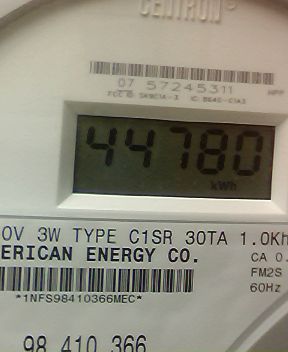 CENTRON
07 57245311
44780
kWh
0V 3W TYPE C1SR 30TA 1.0Kh
ERICAN ENERGY CO.
CA 0.
FM2S
60Hz
*1NFS98410366MEC*
98 410 366